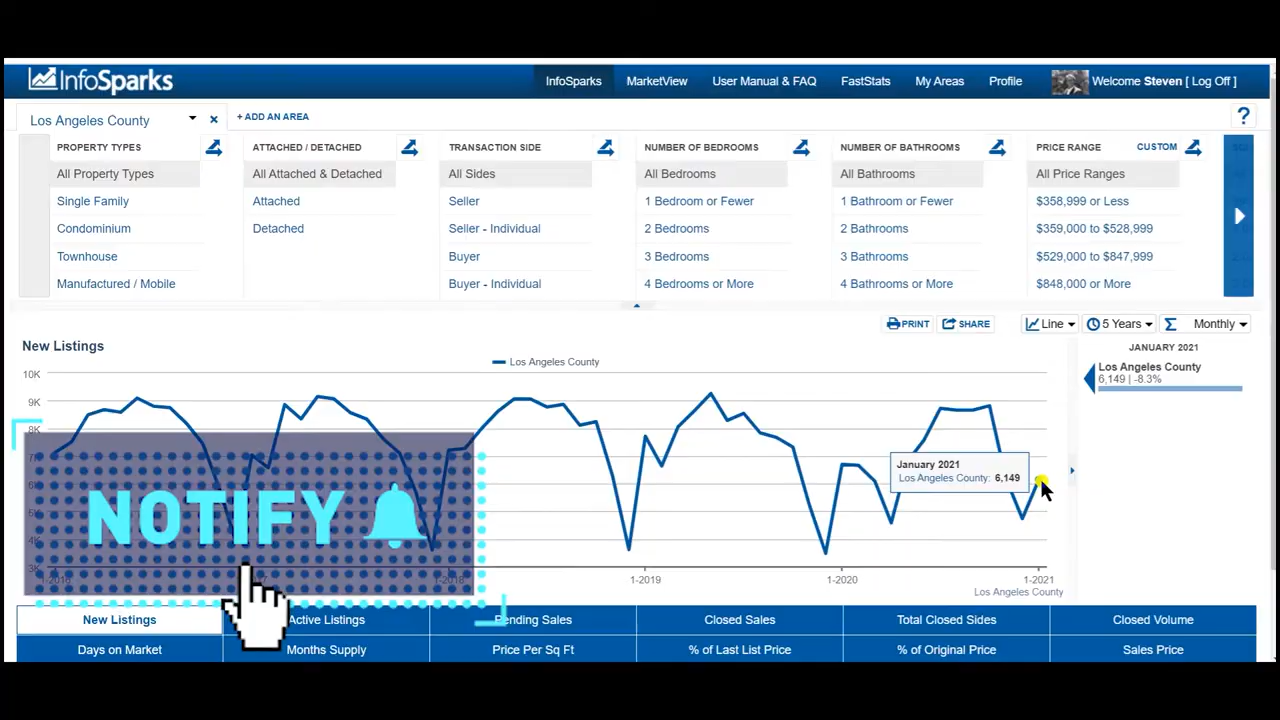 InfoSparks
InfoSparks MarketView User Manual & FAQ FastStats My Areas Profile Welcome Steven [ Log Off ]
Los Angeles County + ADD AN AREA ?
PROPERTY TYPES
All Property Types
Single Family
Condominium
Townhouse
Manufactured / Mobile
ATTACHED / DETACHED
All Attached & Detached
Attached
Detached
TRANSACTION SIDE
All Sides
Seller
Seller - Individual
Buyer
Buyer - Individual
NUMBER OF BEDROOMS
All Bedrooms
1 Bedroom or Fewer
2 Bedrooms
3 Bedrooms
4 Bedrooms or More
NUMBER OF BATHROOMS
All Bathrooms
1 Bathroom or Fewer
2 Bathrooms
3 Bathrooms
4 Bathrooms or More
PRICE RANGE CUSTOM
All Price Ranges
$358,999 or Less
$359,000 to $528,999
$529,000 to $847,999
$848,000 or More
PRINT SHARE Line 5 Years Σ Monthly
New Listings
Los Angeles County
JANUARY 2021
Los Angeles County
6,149 | -8.3%
10K
9K
8K
January 2021
Los Angeles County: 6,149
NOTIFY
1-2018 1-2019 1-2020 1-2021
Los Angeles County
New Listings Active Listings Pending Sales Closed Sales Total Closed Sides Closed Volume
Days on Market Months Supply Price Per Sq Ft % of Last List Price % of Original Price Sales Price